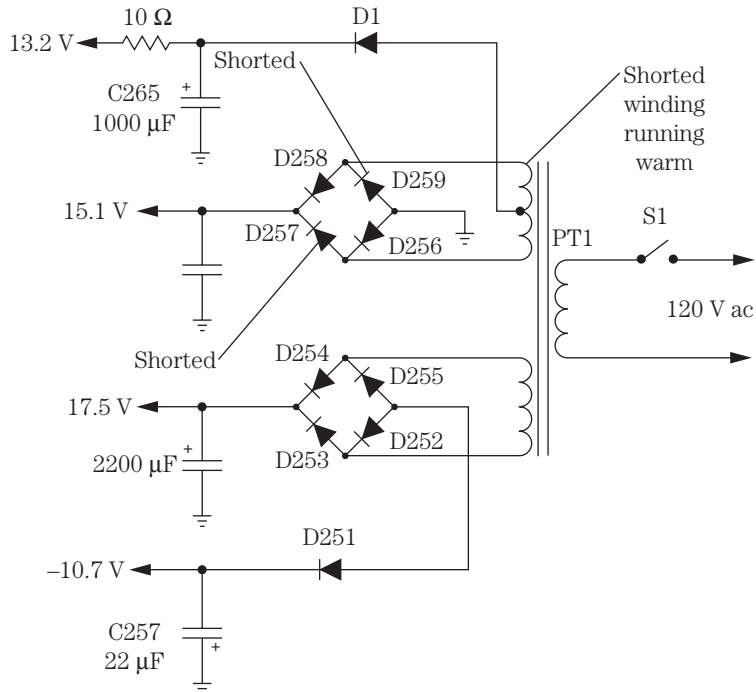 10 Ω
D1
13.2 V
Shorted
C265
1000 µF
+
Shorted
winding
running
warm
D258
D259
15.1 V
D257
D256
PT1
S1
120 V ac
Shorted
D254
D255
17.5 V
D253
D252
+
2200 µF
D251
–10.7 V
C257
22 µF
+